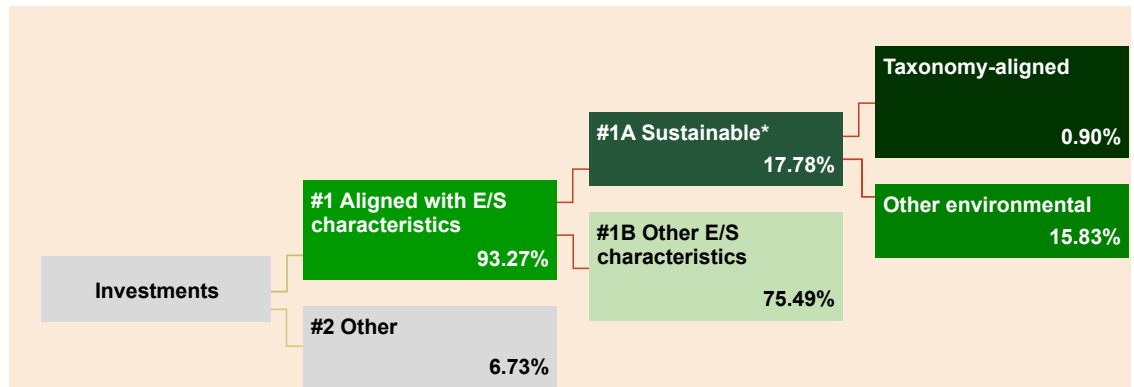 Taxonomy-aligned
0.90%
#1A Sustainable*
17.78%
Other environmental
15.83%
#1 Aligned with E/S
characteristics
93.27%
#1B Other E/S
characteristics
75.49%
Investments
#2 Other
6.73%